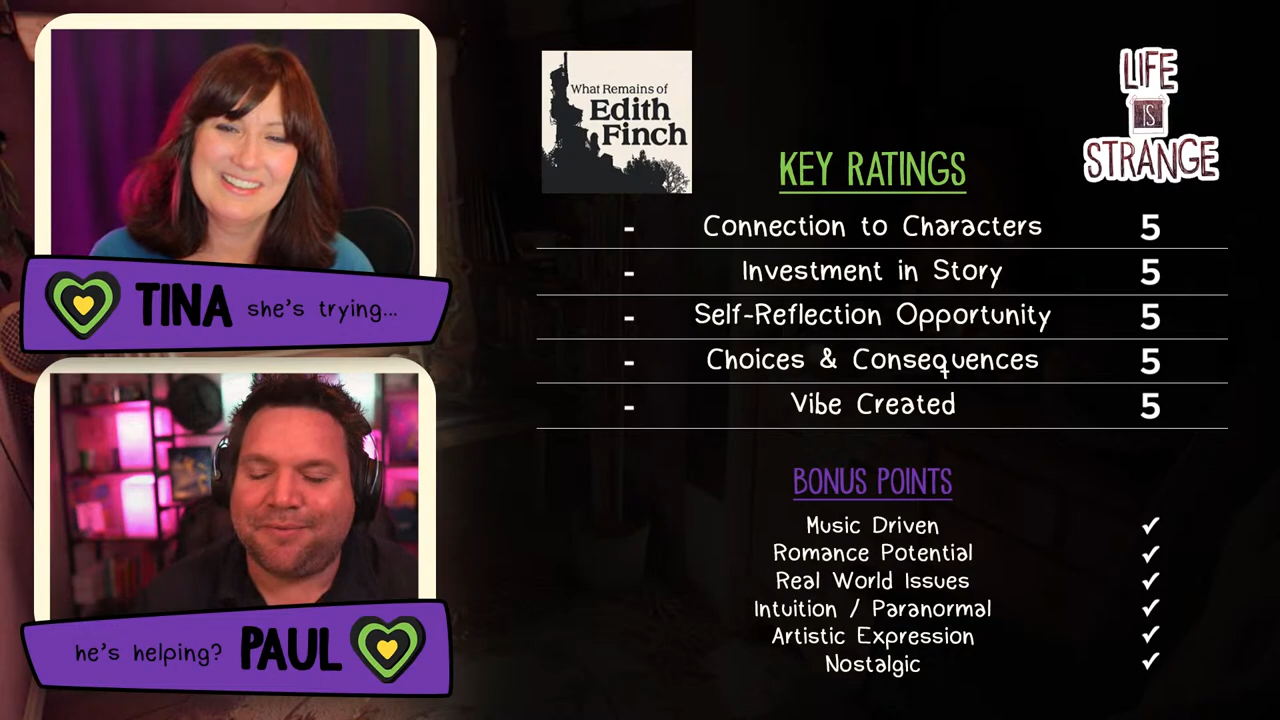 TINA she's trying...
he's helping? PAUL
What Remains of
Edith
Finch
LIFE
IS
STRANGE
KEY RATINGS
- Connection to Characters 5
- Investment in Story 5
- Self-Reflection Opportunity 5
- Choices & Consequences 5
- Vibe Created 5
BONUS POINTS
Music Driven ✓
Romance Potential ✓
Real World Issues ✓
Intuition / Paranormal ✓
Artistic Expression ✓
Nostalgic ✓